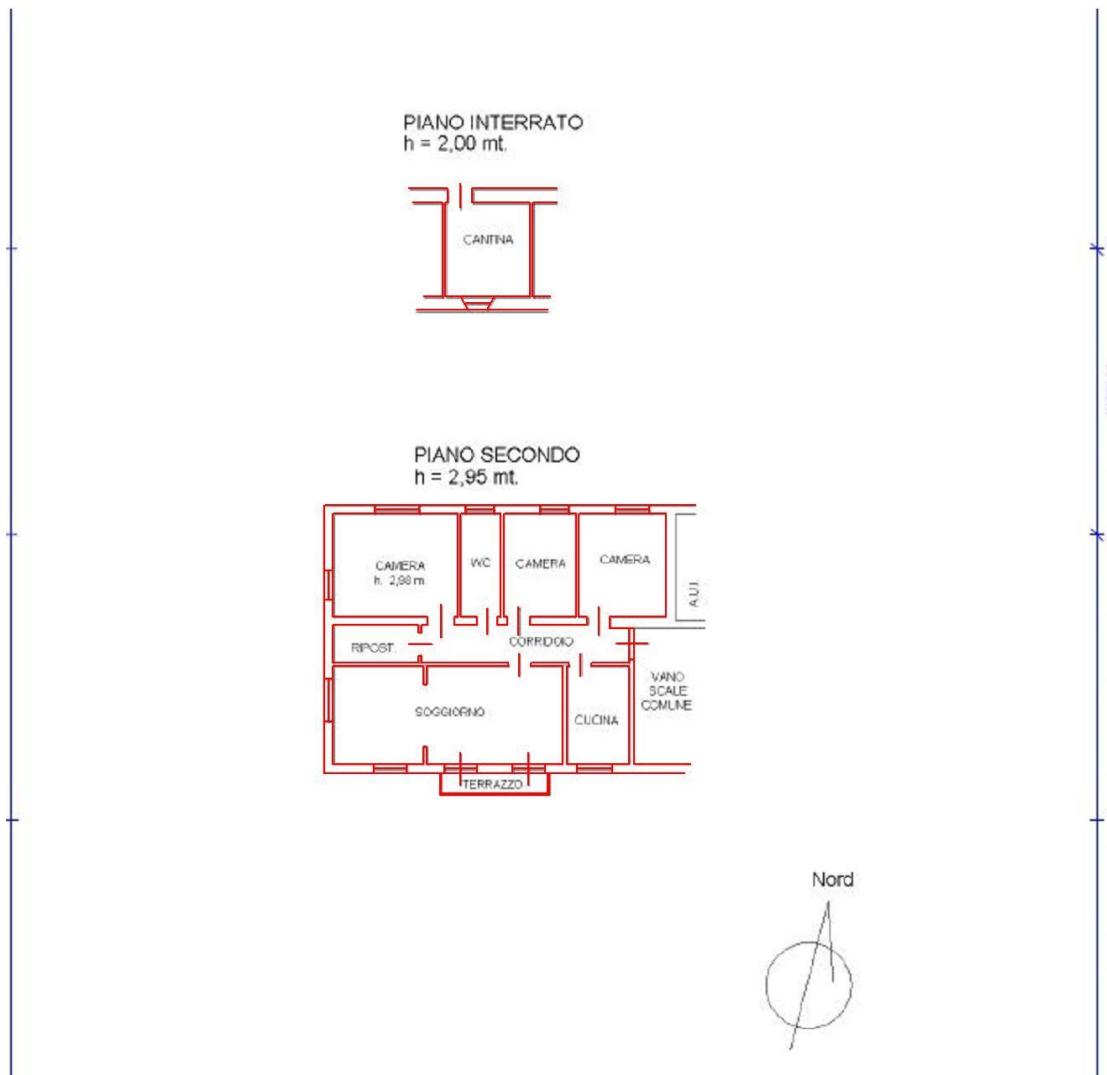 PIANO INTERRATO
h = 2,00 mt.
CANTINA
PIANO SECONDO
h = 2,95 mt.
CAMERA
h. 2,98 m.
WC
CAMERA
CAMERA
A.U.I.
RIPOST.
CORRIDOIO
SOGGIORNO
CUCINA
VANO
SCALE
COMUNE
TERRAZZO
Nord